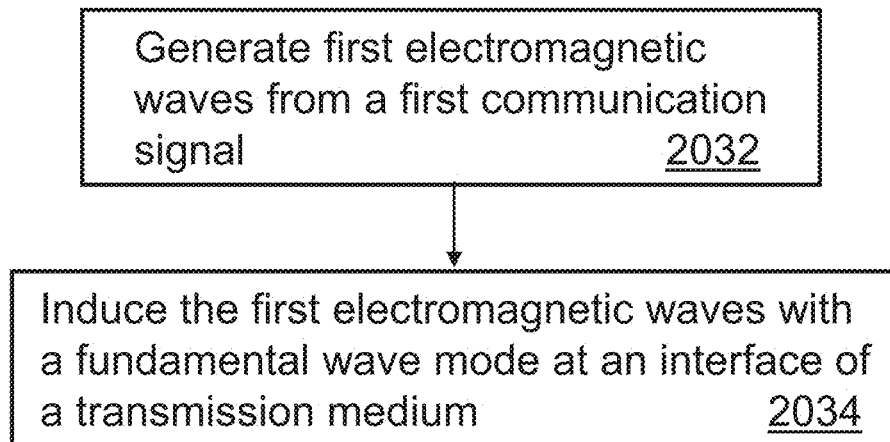 Generate first electromagnetic
waves from a first communication
signal 2032
Induce the first electromagnetic waves with
a fundamental wave mode at an interface of
a transmission medium 2034